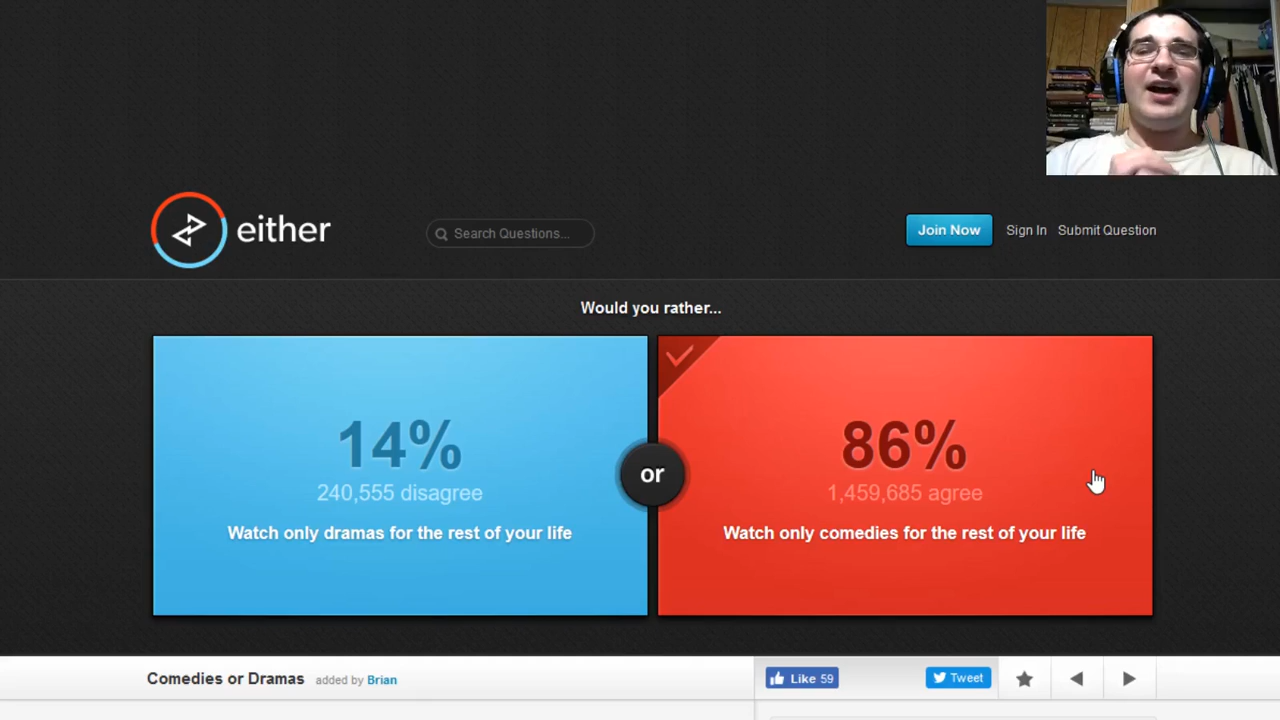 either
Search Questions...
Join Now
Sign In
Submit Question
Would you rather...
14%
240,555 disagree
Watch only dramas for the rest of your life
or
86%
1,459,685 agree
Watch only comedies for the rest of your life
Comedies or Dramas added by Brian
Like 59
Tweet